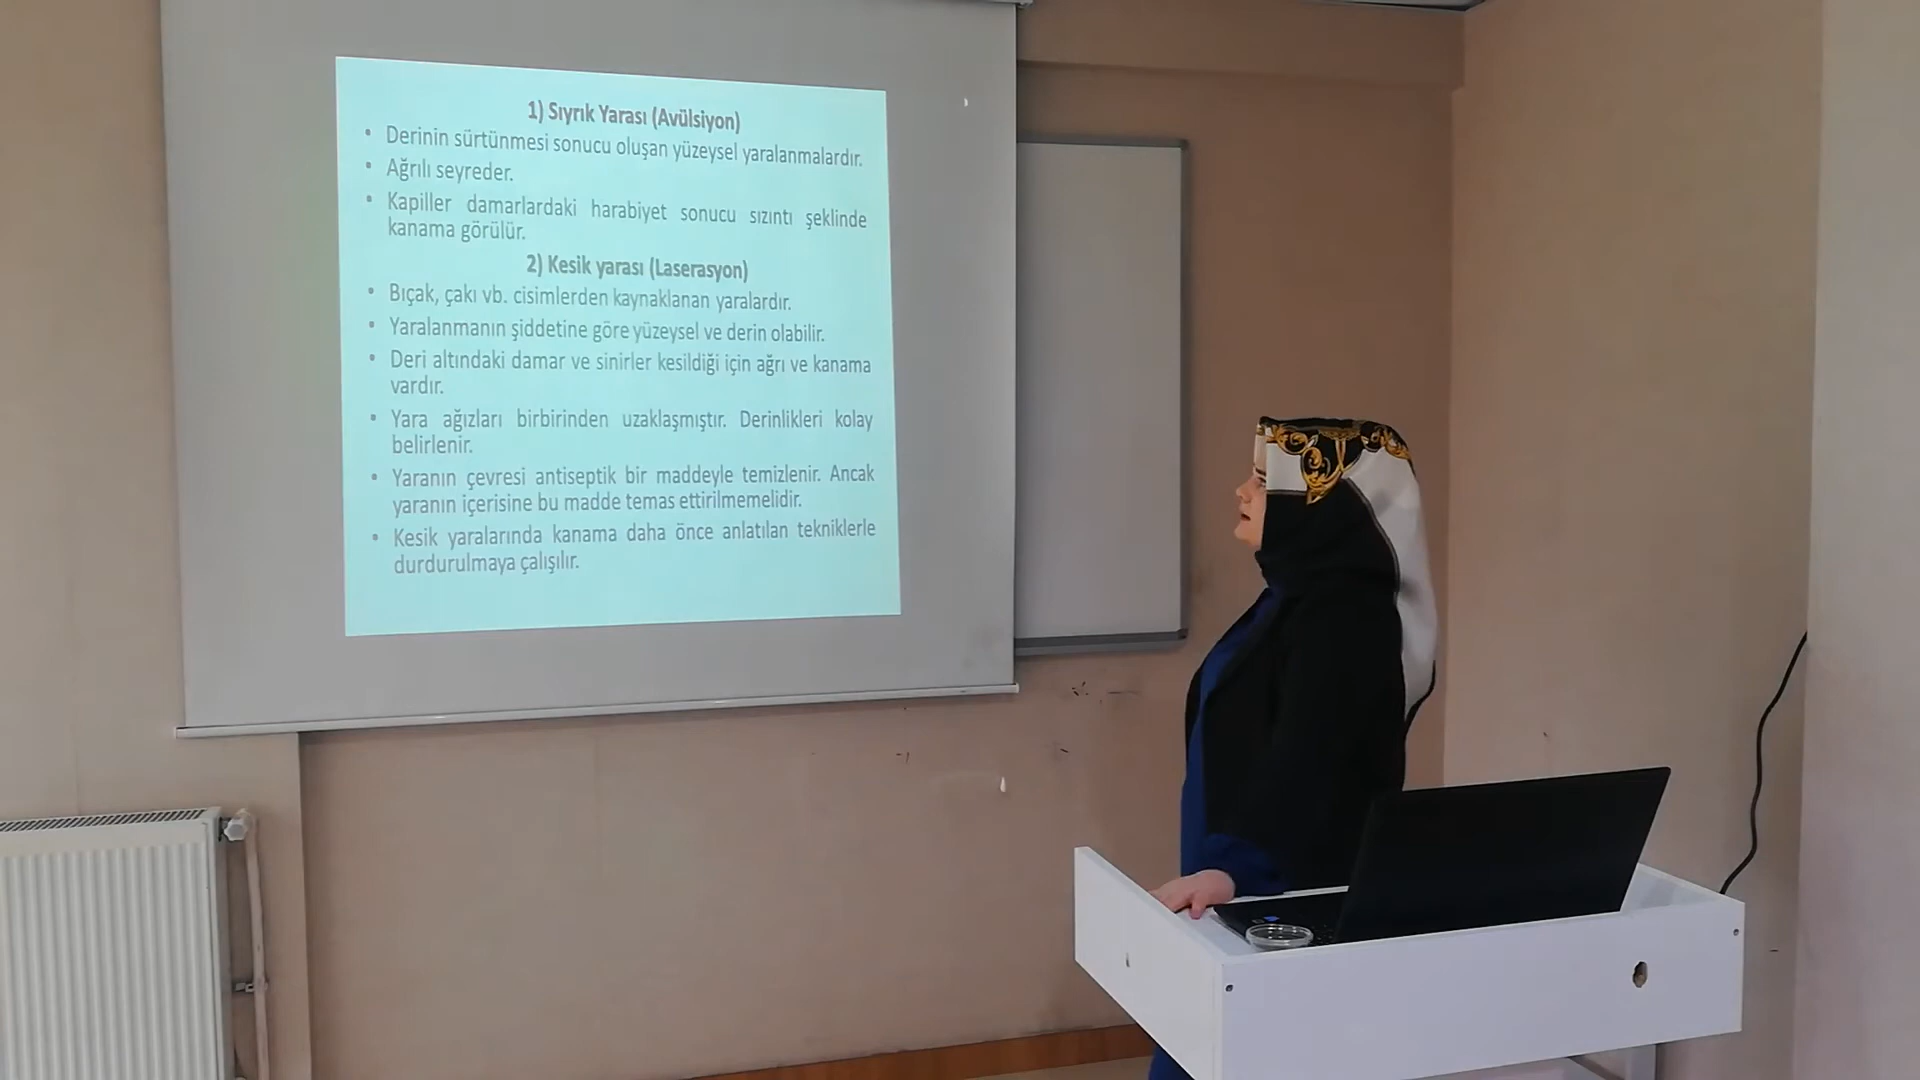 1) Sıyrık Yarası (Avülsiyon)
• Derinin sürtünmesi sonucu oluşan yüzeysel yaralanmalardır.
• Ağrılı seyreder.
• Kapiller damarlardaki harabiyet sonucu sızıntı şeklinde
kanama görülür.
2) Kesik yarası (Laserasyon)
• Bıçak, çakı vb. cisimlerden kaynaklanan yaralardır.
• Yaralanmanın şiddetine göre yüzeysel ve derin olabilir.
• Deri altındaki damar ve sinirler kesildiği için ağrı ve kanama
vardır.
• Yara ağızları birbirinden uzaklaşmıştır. Derinlikleri kolay
belirlenir.
• Yaranın çevresi antiseptik bir maddeyle temizlenir. Ancak
yaranın içerisine bu madde temas ettirilmemelidir.
• Kesik yaralarında kanama daha önce anlatılan tekniklerle
durdurulmaya çalışılır.